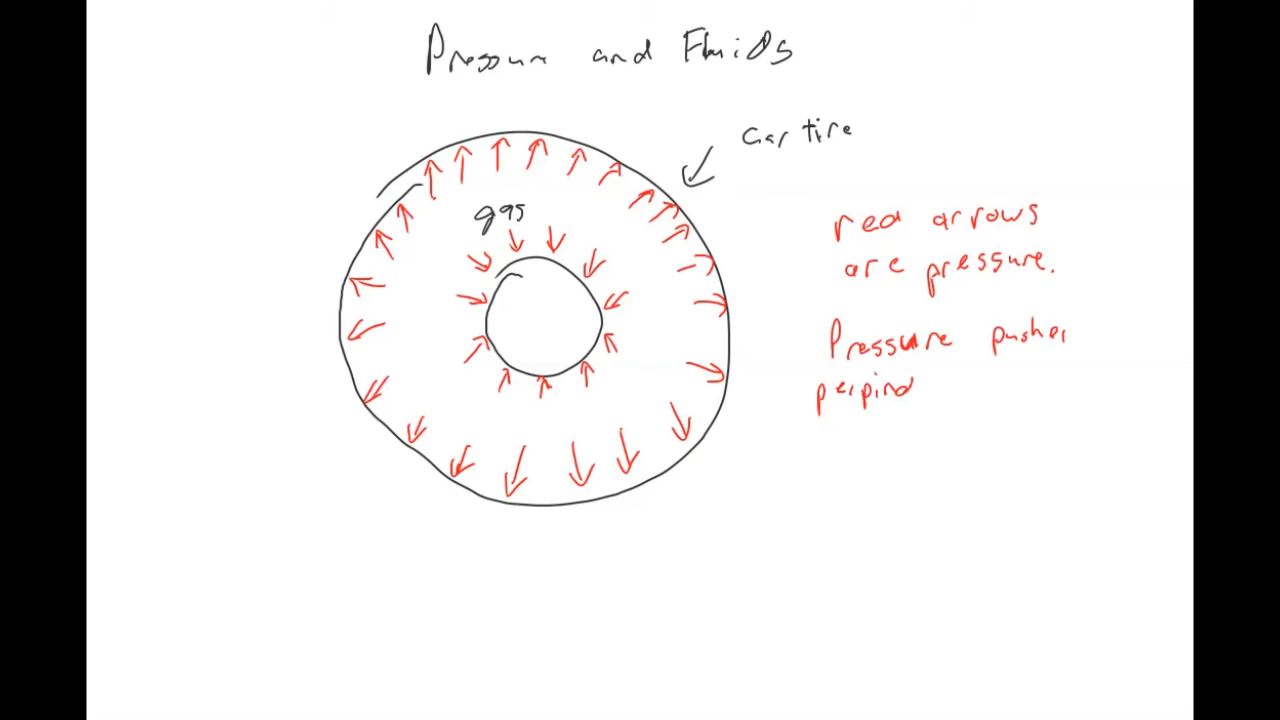 Pressure and Fluids
Car tire
gas
red arrows
are pressure.
Pressure pushes
perpind